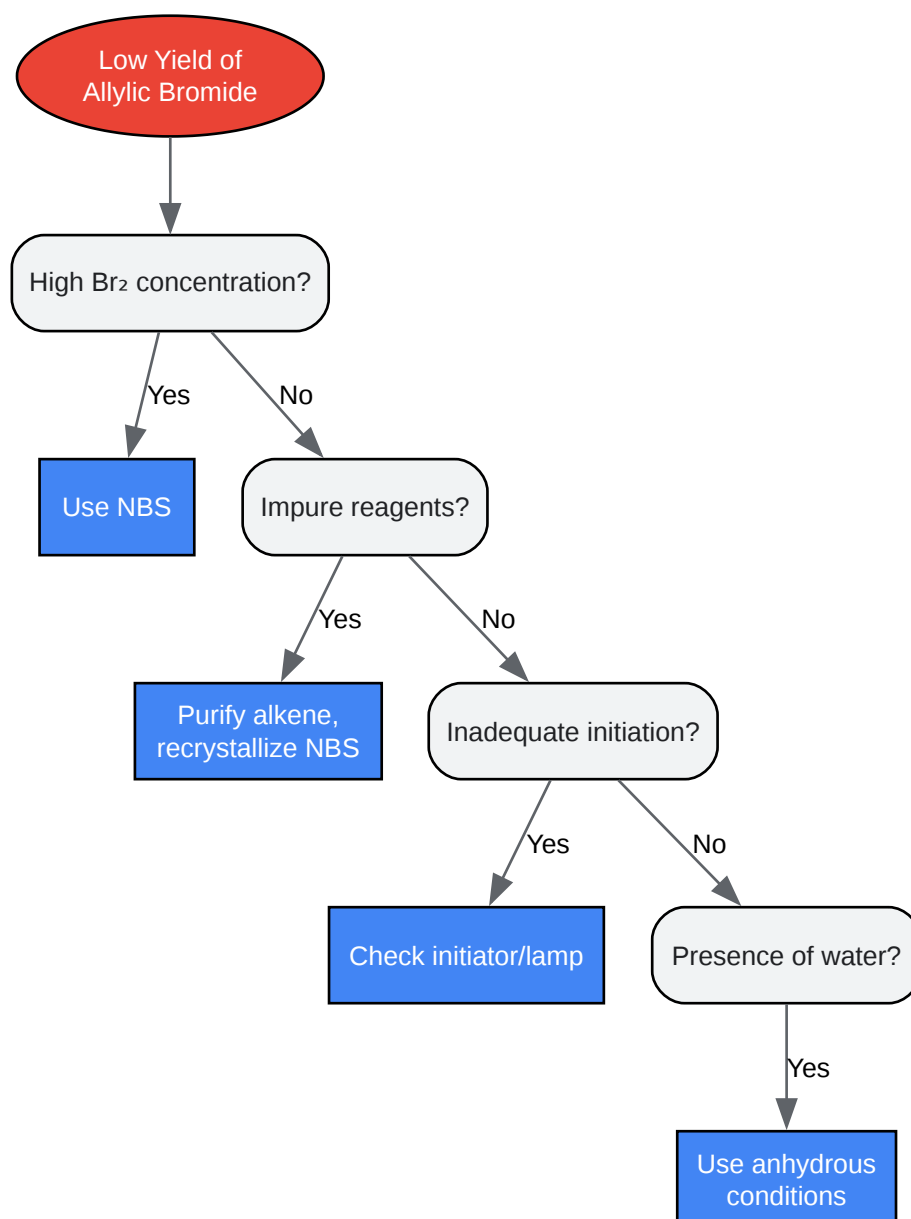 Low Yield of
Allylic Bromide
High Br₂ concentration?
Yes
No
Use NBS
Impure reagents?
Yes
No
Purify alkene,
recrystallize NBS
Inadequate initiation?
Yes
No
Check initiator/lamp
Presence of water?
Yes
Use anhydrous
conditions